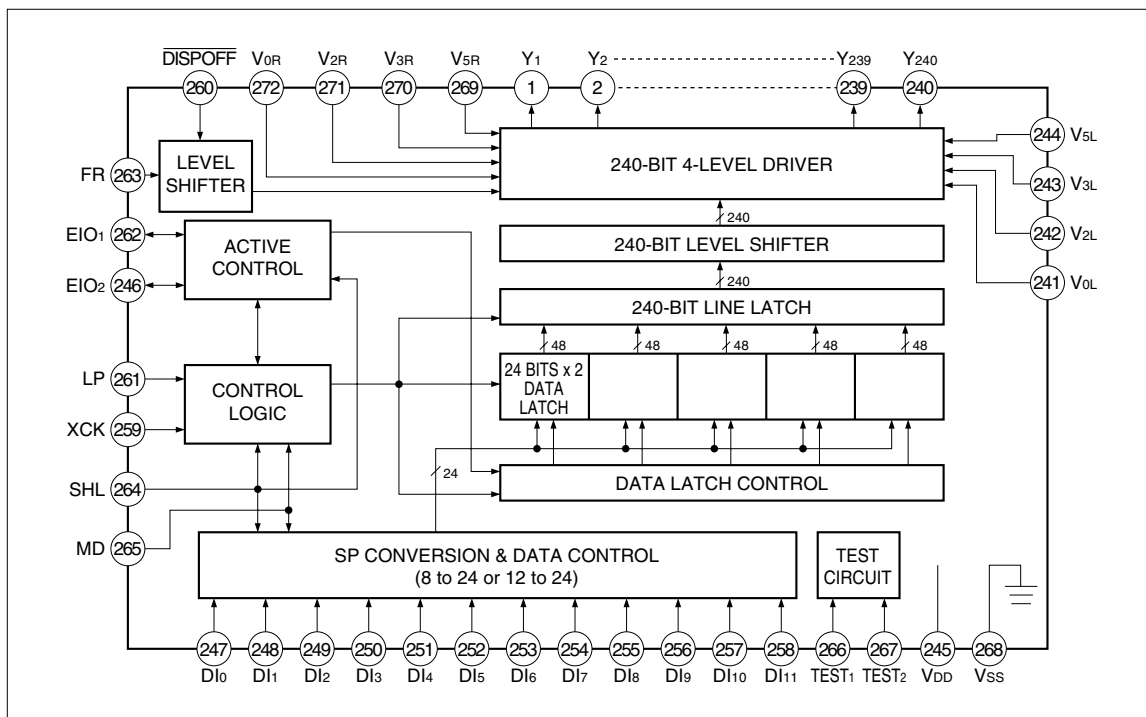 DISPOFF V0R V2R V3R V5R Y1 Y2 Y239 Y240
260 272 271 270 269 1 2 239 240
244 V5L
240-BIT 4-LEVEL DRIVER
FR 263
LEVEL
SHIFTER
243 V3L
240
EIO1 262
ACTIVE
CONTROL
240-BIT LEVEL SHIFTER
242 V2L
240
EIO2 246
241 V0L
240-BIT LINE LATCH
48 48 48 48 48
LP 261
CONTROL
LOGIC
24 BITS x 2
DATA
LATCH
XCK 259
24
SHL 264
DATA LATCH CONTROL
MD 265
SP CONVERSION & DATA CONTROL
(8 to 24 or 12 to 24)
TEST
CIRCUIT
247 248 249 250 251 252 253 254 255 256 257 258 266 267 245 268
DI0 DI1 DI2 DI3 DI4 DI5 DI6 DI7 DI8 DI9 DI10 DI11 TEST1 TEST2 VDD VSS